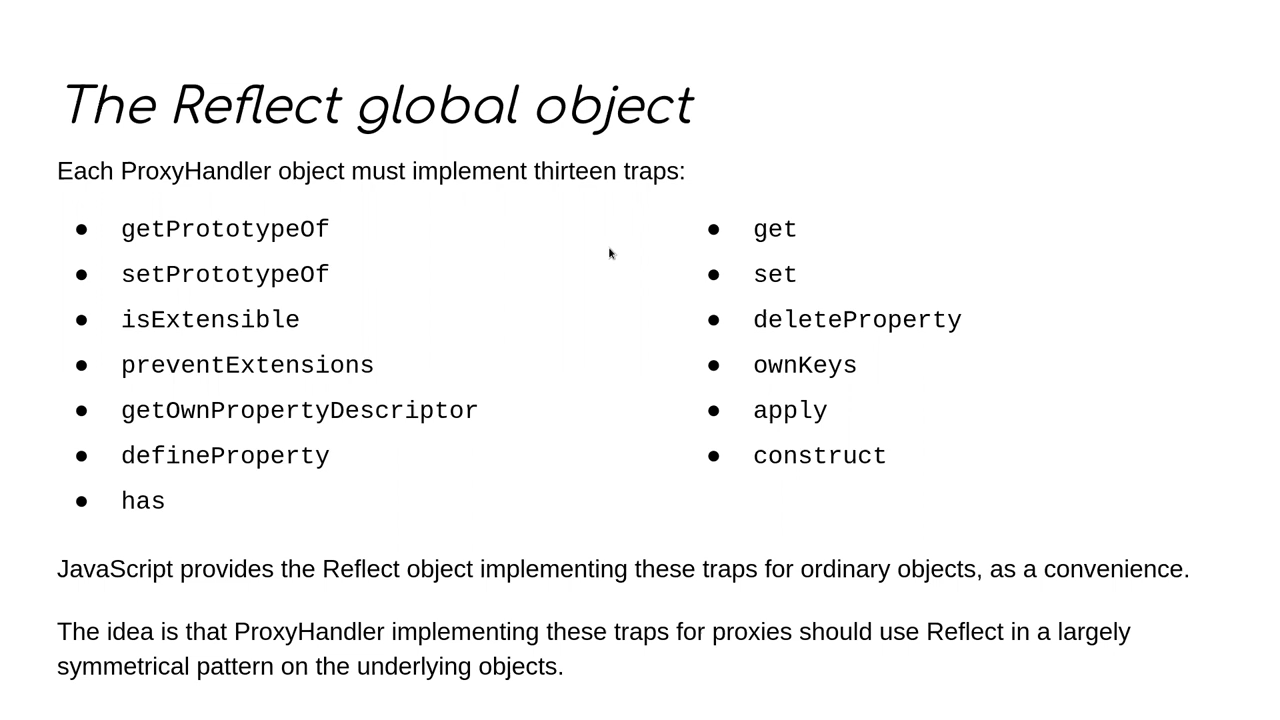 The Reflect global object
Each ProxyHandler object must implement thirteen traps:
● getPrototypeOf
● setPrototypeOf
● isExtensible
● preventExtensions
● getOwnPropertyDescriptor
● defineProperty
● has
● get
● set
● deleteProperty
● ownKeys
● apply
● construct
JavaScript provides the Reflect object implementing these traps for ordinary objects, as a convenience.
The idea is that ProxyHandler implementing these traps for proxies should use Reflect in a largely
symmetrical pattern on the underlying objects.